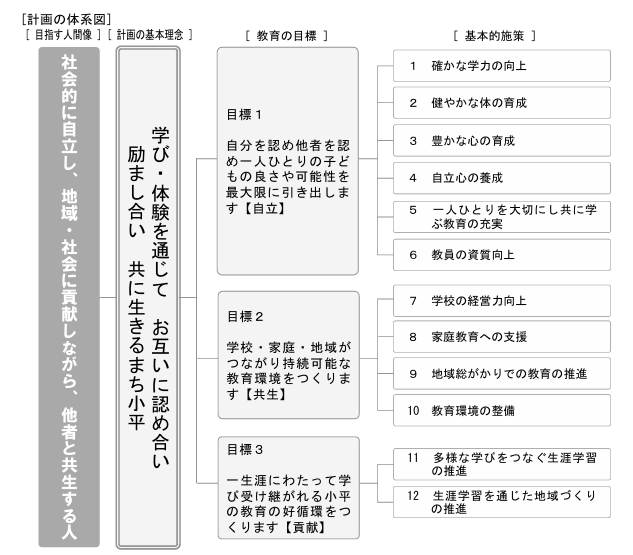 ［計画の体系図］
［ 目指す人間像 ］
［ 計画の基本理念 ］
［ 教育の目標 ］
［ 基本的施策 ］
社会的に自立し、地域・社会に貢献しながら、他者と共生する人
学び・体験を通じて　お互いに認め合い
励まし合い　共に生きるまち小平
目標１
自分を認め他者を認
め一人ひとりの子ど
もの良さや可能性を
最大限に引き出しま
す【自立】
1 確かな学力の向上
2 健やかな体の育成
3 豊かな心の育成
4 自立心の養成
5 一人ひとりを大切にし共に学
ぶ教育の充実
6 教員の資質向上
目標２
学校・家庭・地域が
つながり持続可能な
教育環境をつくりま
す【共生】
7 学校の経営力向上
8 家庭教育への支援
9 地域総がかりでの教育の推進
10 教育環境の整備
目標３
一生涯にわたって学
び受け継がれる小平
の教育の好循環をつ
くります【貢献】
11 多様な学びをつなぐ生涯学習
の推進
12 生涯学習を通じた地域づくり
の推進